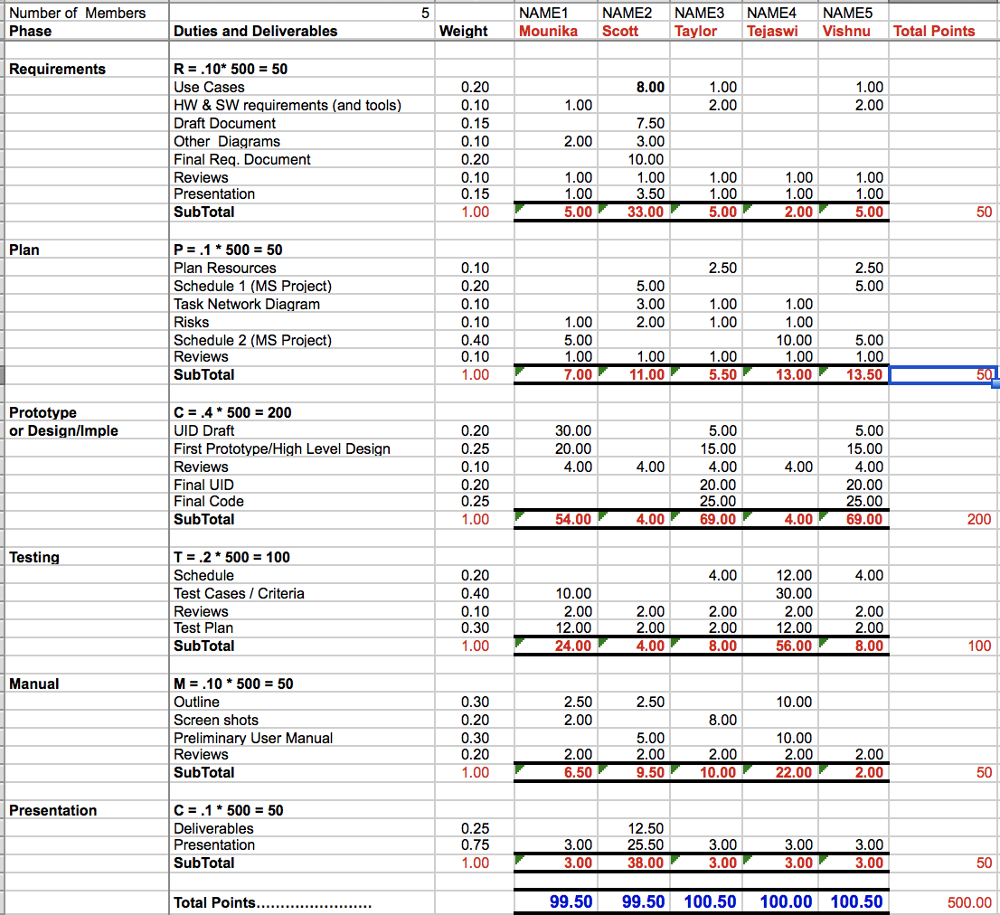 Number of Members 5 NAME1 NAME2 NAME3 NAME4 NAME5
Phase Duties and Deliverables Weight Mounika Scott Taylor Tejaswi Vishnu Total Points
Requirements R = .10* 500 = 50
Use Cases 0.20 8.00 1.00 1.00
HW & SW requirements (and tools) 0.10 1.00 2.00 2.00
Draft Document 0.15 7.50
Other Diagrams 0.10 2.00 3.00
Final Req. Document 0.20 10.00
Reviews 0.10 1.00 1.00 1.00 1.00 1.00
Presentation 0.15 1.00 3.50 1.00 1.00 1.00
SubTotal 1.00 5.00 33.00 5.00 2.00 5.00 50
Plan P = .1 * 500 = 50
Plan Resources 0.10 2.50 2.50
Schedule 1 (MS Project) 0.20 5.00 5.00
Task Network Diagram 0.10 3.00 1.00 1.00
Risks 0.10 1.00 2.00 1.00 1.00
Schedule 2 (MS Project) 0.40 5.00 10.00 5.00
Reviews 0.10 1.00 1.00 1.00 1.00 1.00
SubTotal 1.00 7.00 11.00 5.50 13.00 13.50 50
Prototype C = .4 * 500 = 200
or Design/Imple UID Draft 0.20 30.00 5.00 5.00
First Prototype/High Level Design 0.25 20.00 15.00 15.00
Reviews 0.10 4.00 4.00 4.00 4.00 4.00
Final UID 0.20 20.00 20.00
Final Code 0.25 25.00 25.00
SubTotal 1.00 54.00 4.00 69.00 4.00 69.00 200
Testing T = .2 * 500 = 100
Schedule 0.20 4.00 12.00 4.00
Test Cases / Criteria 0.40 10.00 30.00
Reviews 0.10 2.00 2.00 2.00 2.00 2.00
Test Plan 0.30 12.00 2.00 2.00 12.00 2.00
SubTotal 1.00 24.00 4.00 8.00 56.00 8.00 100
Manual M = .10 * 500 = 50
Outline 0.30 2.50 2.50 10.00
Screen shots 0.20 2.00 8.00
Preliminary User Manual 0.30 5.00 10.00
Reviews 0.20 2.00 2.00 2.00 2.00 2.00
SubTotal 1.00 6.50 9.50 10.00 22.00 2.00 50
Presentation C = .1 * 500 = 50
Deliverables 0.25 12.50
Presentation 0.75 3.00 25.50 3.00 3.00 3.00
SubTotal 1.00 3.00 38.00 3.00 3.00 3.00 50
Total Points........................ 99.50 99.50 100.50 100.00 100.50 500.00